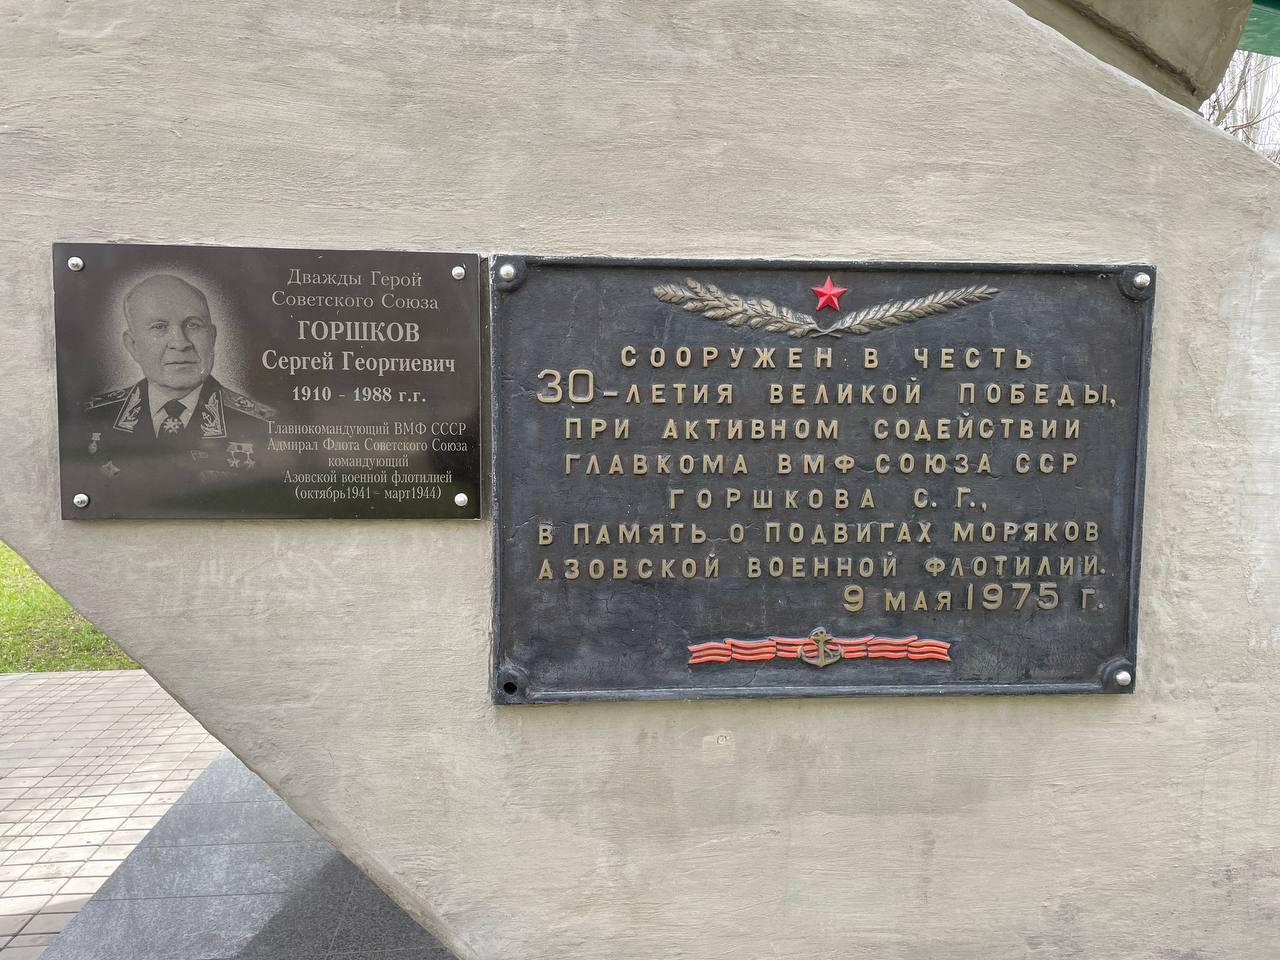 Дважды Герой
Советского Союза
ГОРШКОВ
Сергей Георгиевич
1910 - 1988 г.г.
Главнокомандующий ВМФ СССР
Адмирал Флота Советского Союза
командующий
Азовской военной флотилией
(октябрь1941 - март1944)
СООРУЖЕН В ЧЕСТЬ
30-ЛЕТИЯ ВЕЛИКОЙ ПОБЕДЫ,
ПРИ АКТИВНОМ СОДЕЙСТВИИ
ГЛАВКОМА ВМФ СОЮЗА ССР
ГОРШКОВА С. Г.,
В ПАМЯТЬ О ПОДВИГАХ МОРЯКОВ
АЗОВСКОЙ ВОЕННОЙ ФЛОТИЛИИ.
9 МАЯ 1975 Г.